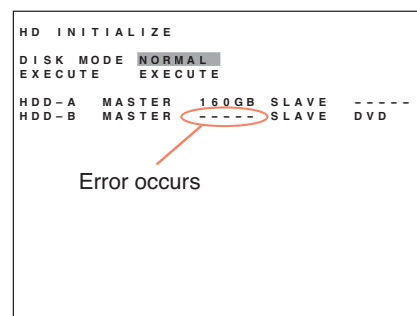 HD INITIALIZE
DISK MODE NORMAL
EXECUTE EXECUTE
HDD-A MASTER 160GB SLAVE -----
HDD-B MASTER ----- SLAVE DVD
Error occurs